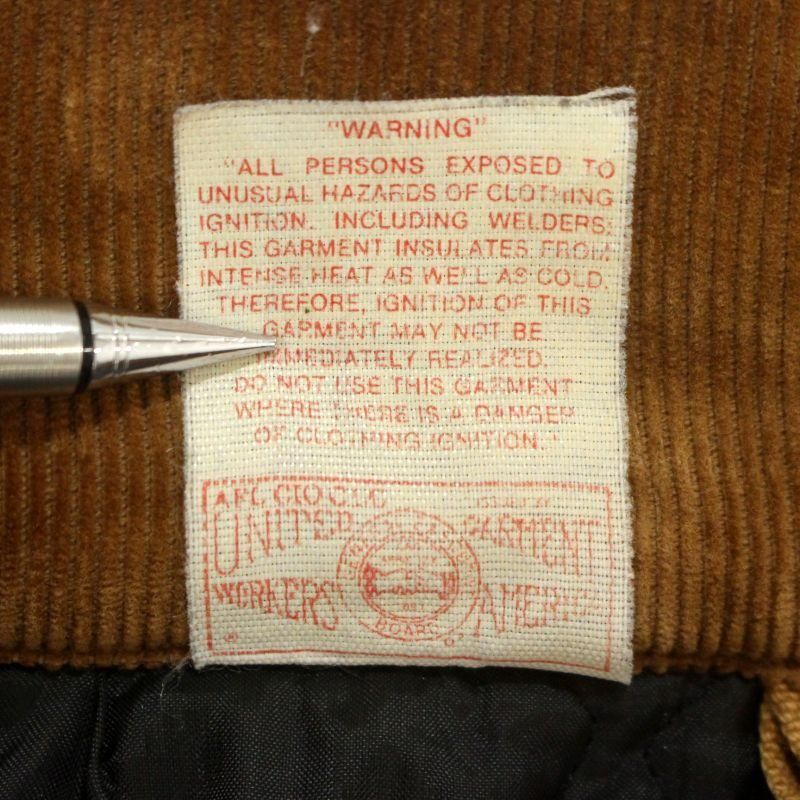 "WARNING"
"ALL PERSONS EXPOSED TO
UNUSUAL HAZARDS OF CLOTHING
IGNITION. INCLUDING WELDERS:
THIS GARMENT INSULATES FROM
INTENSE HEAT AS WELL AS COLD.
THEREFORE, IGNITION OF THIS
GARMENT MAY NOT BE
IMMEDIATELY REALIZED.
DO NOT USE THIS GARMENT
WHERE THERE IS A DANGER
OF CLOTHING IGNITION."
AFL CIO CLC
UNITED GARMENT
WORKERS AMERICA
BOARD
®